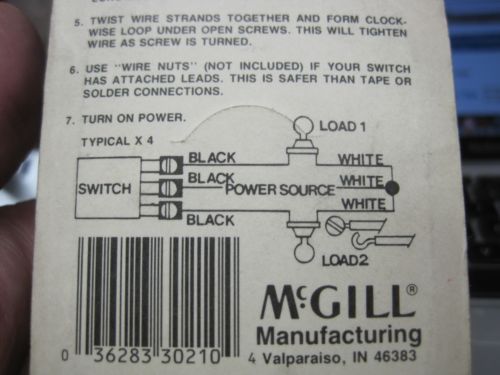 5. TWIST WIRE STRANDS TOGETHER AND FORM CLOCK-
WISE LOOP UNDER OPEN SCREWS. THIS WILL TIGHTEN
WIRE AS SCREW IS TURNED.
6. USE "WIRE NUTS" (NOT INCLUDED) IF YOUR SWITCH
HAS ATTACHED LEADS. THIS IS SAFER THAN TAPE OR
SOLDER CONNECTIONS.
7. TURN ON POWER.
TYPICAL X 4
LOAD 1
BLACK WHITE
SWITCH
BLACK POWER SOURCE WHITE
BLACK WHITE
LOAD 2
McGILL®
Manufacturing
0 36283 30210 4 Valparaiso, IN 46383